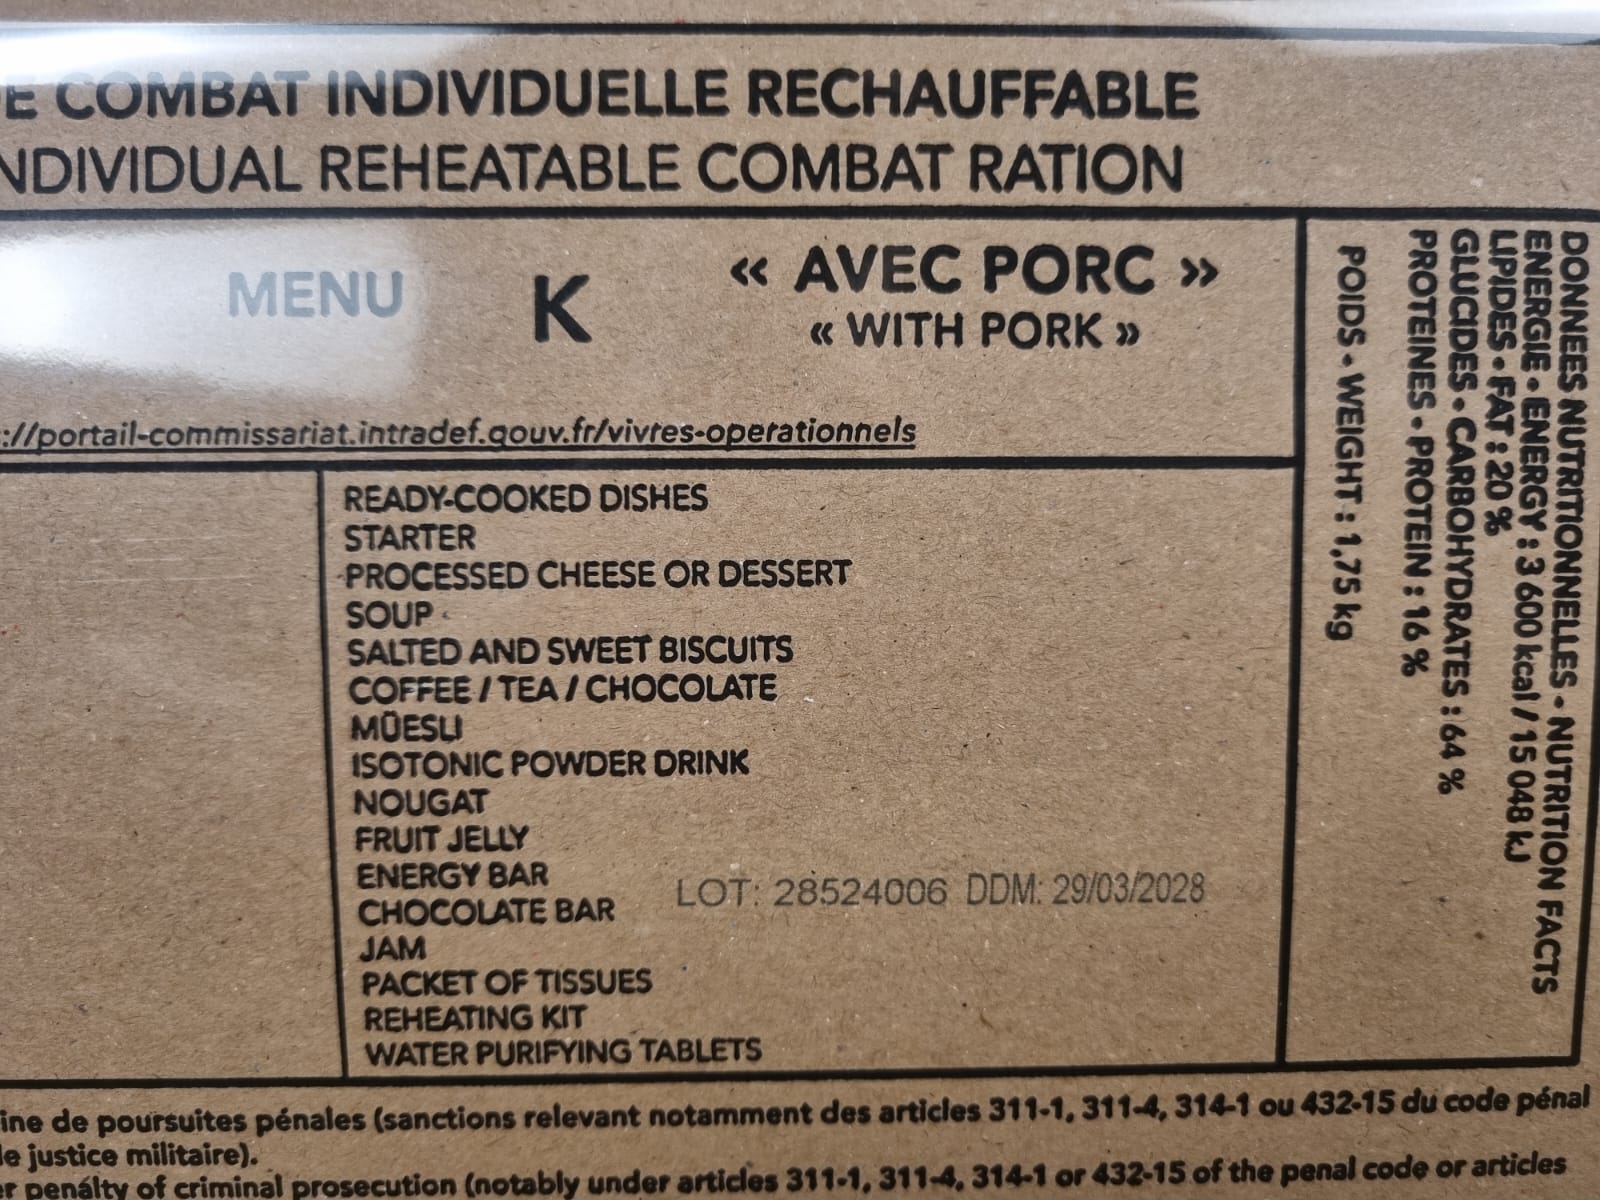 E COMBAT INDIVIDUELLE RECHAUFFABLE
NDIVIDUAL REHEATABLE COMBAT RATION
MENU K
« AVEC PORC »
« WITH PORK »
://portail-commissariat.intradef.gouv.fr/vivres-operationnels
READY-COOKED DISHES
STARTER
PROCESSED CHEESE OR DESSERT
SOUP
SALTED AND SWEET BISCUITS
COFFEE / TEA / CHOCOLATE
MÜESLI
ISOTONIC POWDER DRINK
NOUGAT
FRUIT JELLY
ENERGY BAR
CHOCOLATE BAR
JAM
PACKET OF TISSUES
REHEATING KIT
WATER PURIFYING TABLETS
LOT: 28524006 DDM: 29/03/2028
DONNEES NUTRITIONNELLES - NUTRITION FACTS
ENERGIE - ENERGY : 3 600 kcal / 15 048 kJ
LIPIDES - FAT : 20 %
GLUCIDES - CARBOHYDRATES : 64 %
PROTEINES - PROTEIN : 16 %
POIDS - WEIGHT : 1,75 kg
ine de poursuites pénales (sanctions relevant notamment des articles 311-1, 311-4, 314-1 ou 432-15 du code pénal
le justice militaire).
er penálty of criminal prosecution (notably under articles 311-1, 311-4, 314-1 or 432-15 of the penal code or articles